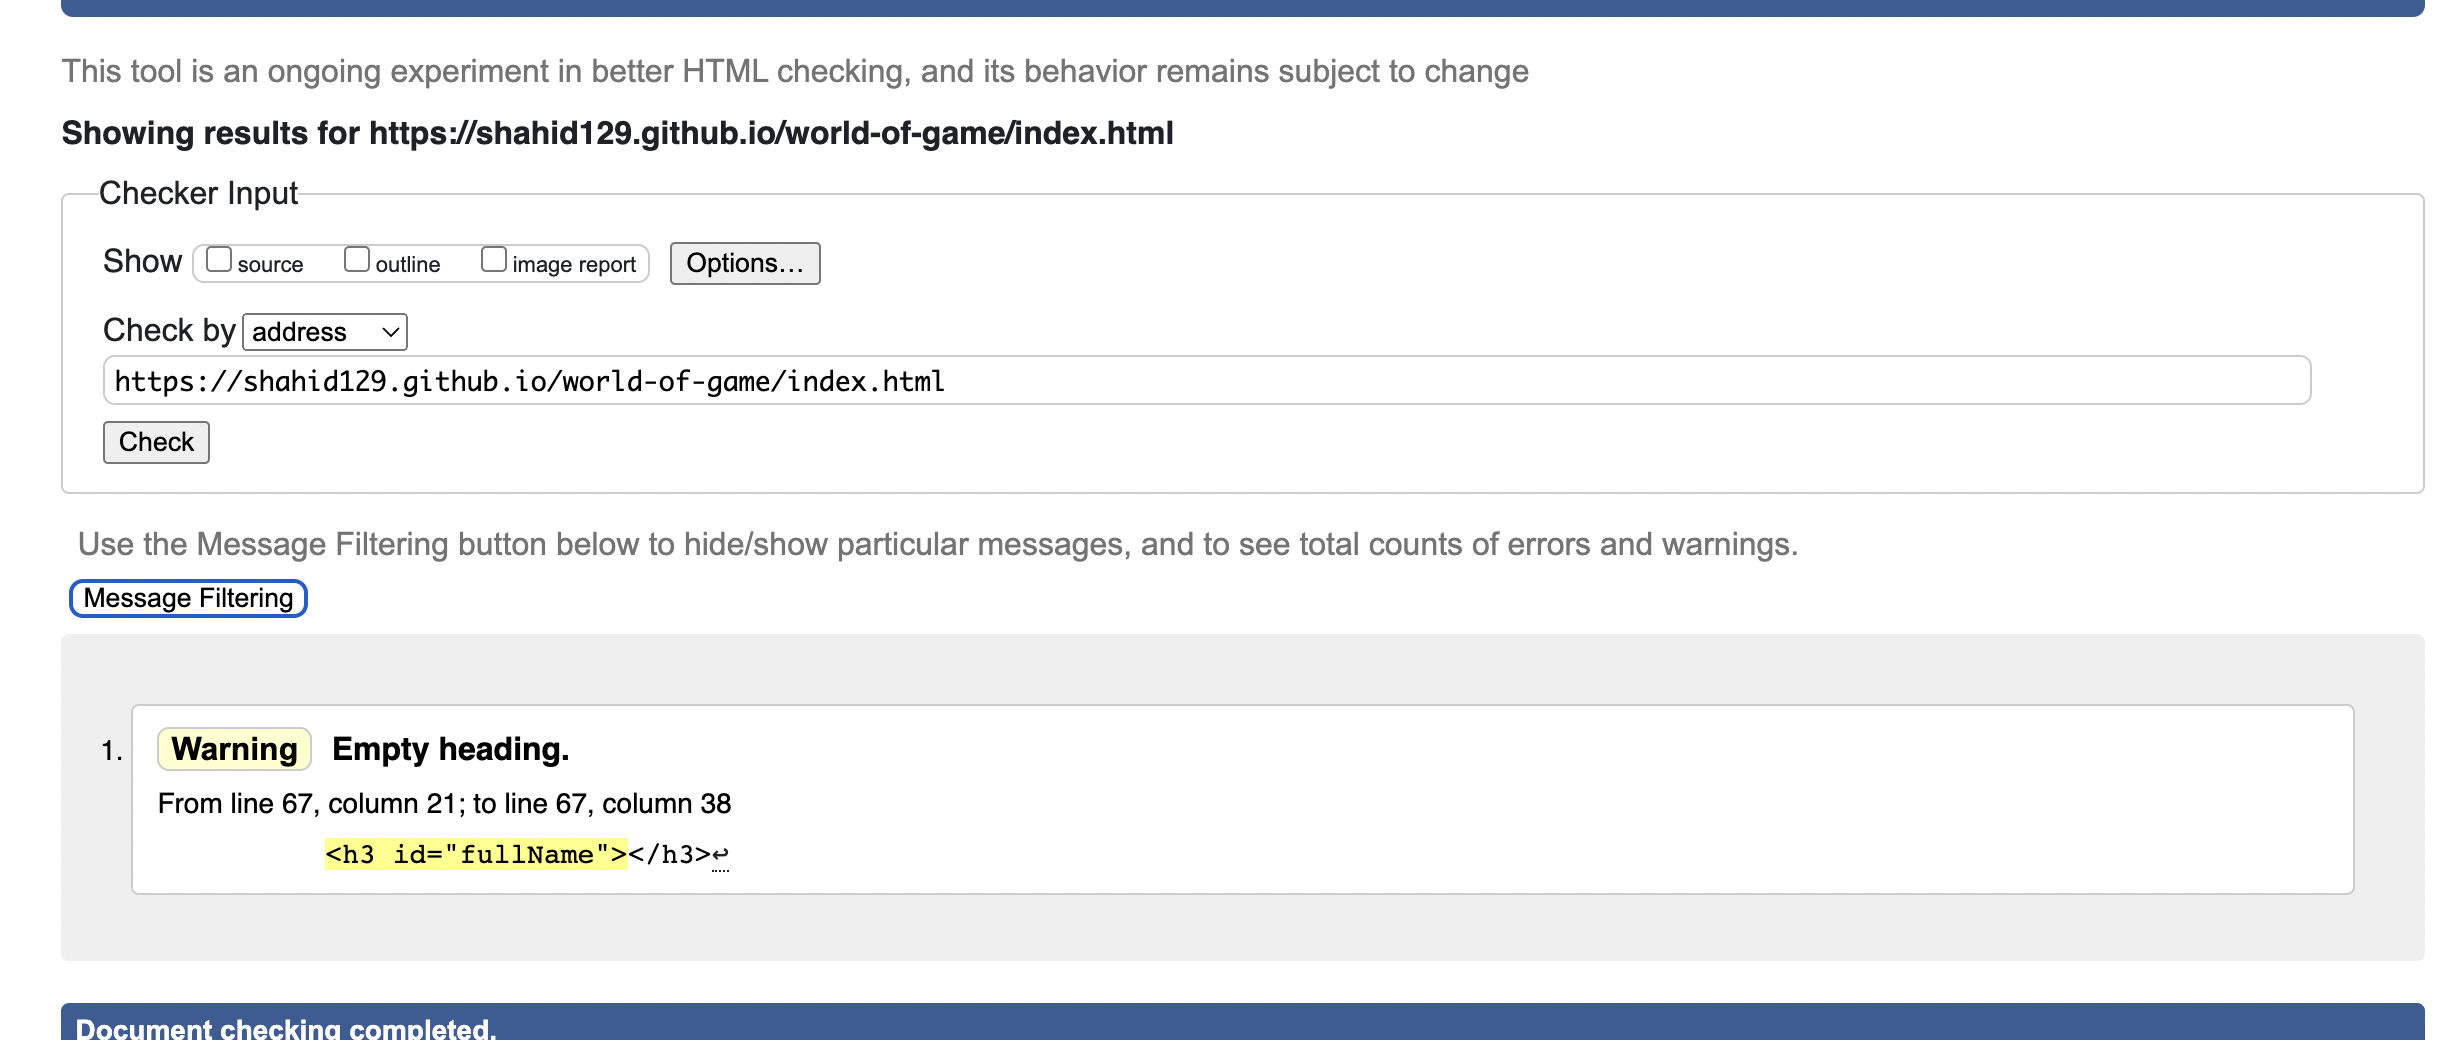 This tool is an ongoing experiment in better HTML checking, and its behavior remains subject to change
Showing results for https://shahid129.github.io/world-of-game/index.html
Checker Input
Show source outline image report Options...
Check by address
https://shahid129.github.io/world-of-game/index.html
Check
Use the Message Filtering button below to hide/show particular messages, and to see total counts of errors and warnings.
Message Filtering
1. Warning Empty heading.
From line 67, column 21; to line 67, column 38
<h3 id="fullName"></h3>↩
Document checking completed.